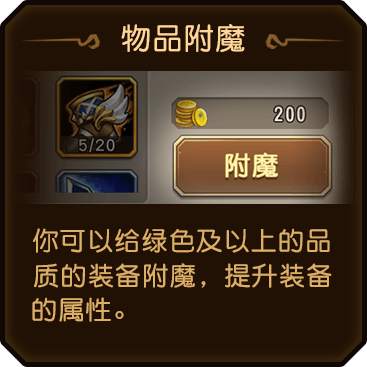 物品附魔
200
5/20
附魔
你可以给绿色及以上的品
质的装备附魔，提升装备
的属性。